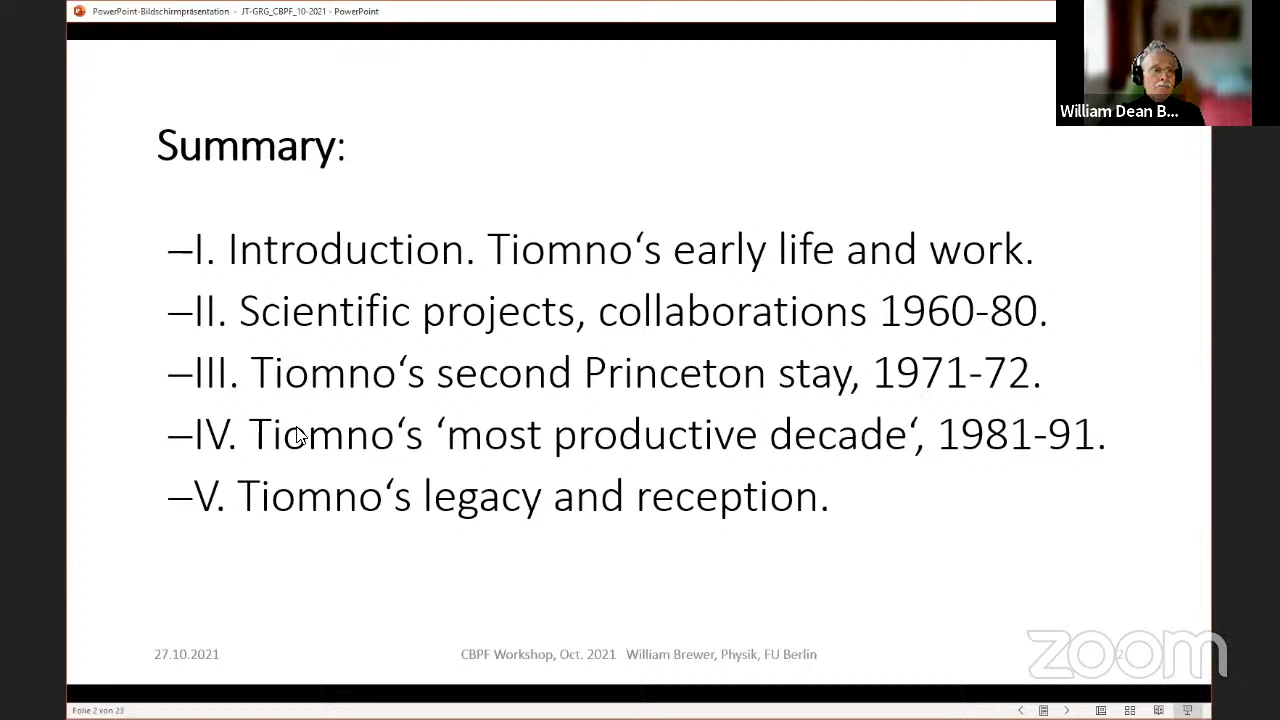 PowerPoint-Bildschirmpräsentation - JT-GRG_CBPF_10-2021 - PowerPoint
William Dean B...
Summary:
–I. Introduction. Tiomno‘s early life and work.
–II. Scientific projects, collaborations 1960-80.
–III. Tiomno‘s second Princeton stay, 1971-72.
–IV. Tiomno‘s ‘most productive decade‘, 1981-91.
–V. Tiomno‘s legacy and reception.
27.10.2021
CBPF Workshop, Oct. 2021 William Brewer, Physik, FU Berlin
2
zoom
Folie 2 von 23